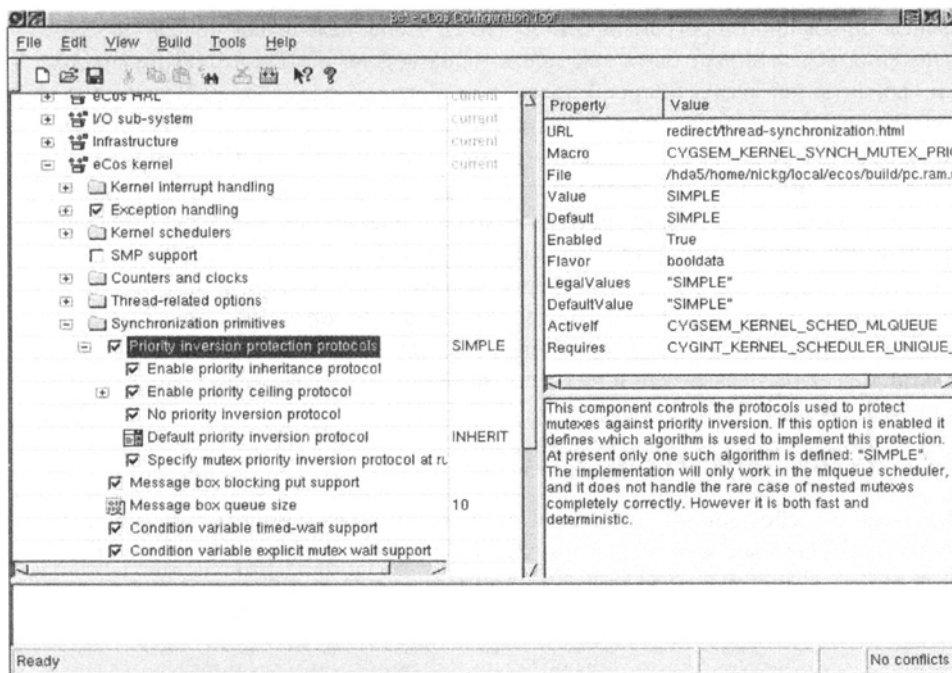 pc* - eCos Configuration Tool
File Edit View Build Tools Help
eCos HAL current
I/O sub-system current
Infrastructure current
eCos kernel current
Kernel interrupt handling
Exception handling
Kernel schedulers
SMP support
Counters and clocks
Thread-related options
Synchronization primitives
Priority inversion protection protocols SIMPLE
Enable priority inheritance protocol
Enable priority ceiling protocol
No priority inversion protocol
Default priority inversion protocol INHERIT
Specify mutex priority inversion protocol at ru
Message box blocking put support
Message box queue size 10
Condition variable timed-wait support
Condition variable explicit mutex wait support
Property Value
URL redirect/thread-synchronization.html
Macro CYGSEM_KERNEL_SYNCH_MUTEX_PRIO
File /hda5/home/nickg/local/ecos/build/pc.ram.
Value SIMPLE
Default SIMPLE
Enabled True
Flavor booldata
LegalValues "SIMPLE"
DefaultValue "SIMPLE"
ActiveIf CYGSEM_KERNEL_SCHED_MLQUEUE
Requires CYGINT_KERNEL_SCHEDULER_UNIQUE_
This component controls the protocols used to protect
mutexes against priority inversion. If this option is enabled it
defines which algorithm is used to implement this protection.
At present only one such algorithm is defined: "SIMPLE".
The implementation will only work in the mlqueue scheduler,
and it does not handle the rare case of nested mutexes
completely correctly. However it is both fast and
deterministic.
Ready
No conflicts